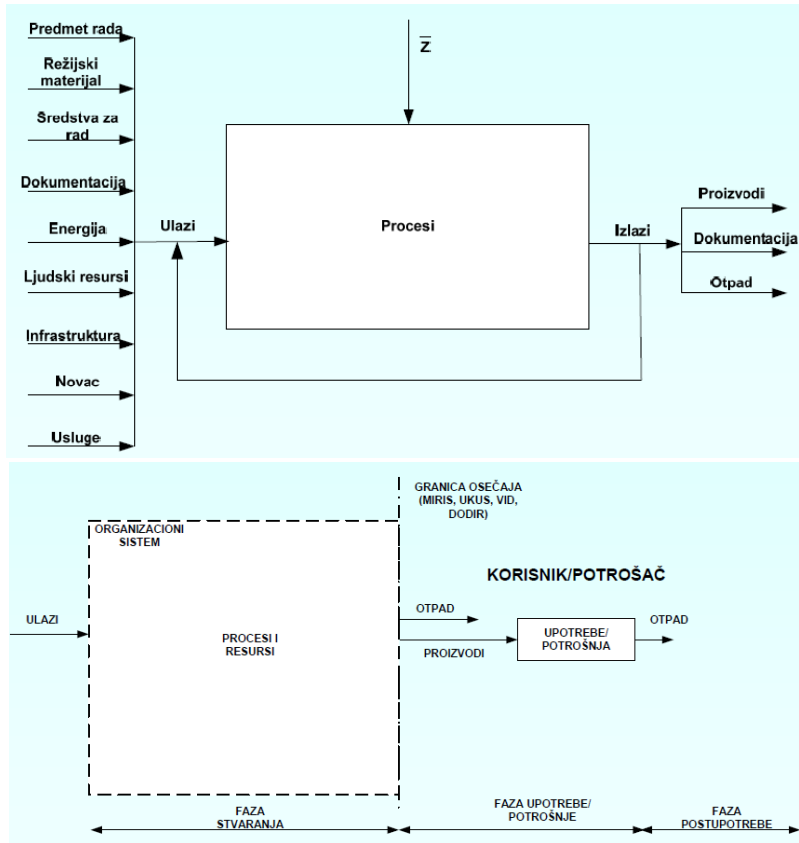 Predmet rada
Režijski
materijal
Sredstva za
rad
Dokumentacija
Energija
Ljudski resursi
Infrastruktura
Novac
Usluge
Ulazi
z̅
Procesi
Izlazi
Proizvodi
Dokumentacija
Otpad
GRANICA OSEĆAJA
(MIRIS, UKUS, VID,
DODIR)
ORGANIZACIONI
SISTEM
KORISNIK/POTROŠAČ
ULAZI
PROCESI I
RESURSI
OTPAD
PROIZVODI
UPOTREBE/
POTROŠNJA
OTPAD
FAZA
STVARANJA
FAZA UPOTREBE/
POTROŠNJE
FAZA
POSTUPOTREBE